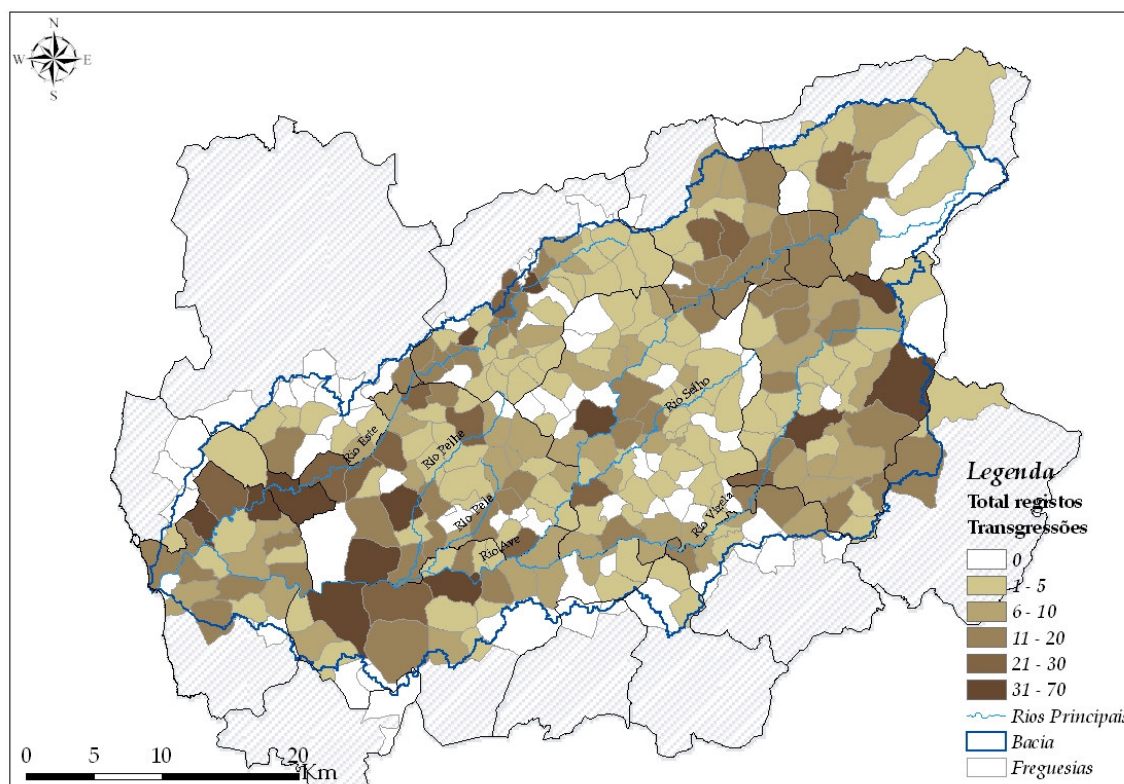 N
W E
S
Rio Selho
Rio Este
Rio Pelhe
Rio Pele
Rio Ave
Rio Vizela
Legenda
Total registos
Transgressões
0
1 - 5
6 - 10
11 - 20
21 - 30
31 - 70
Rios Principais
Bacia
Freguesias
0 5 10 20
Km